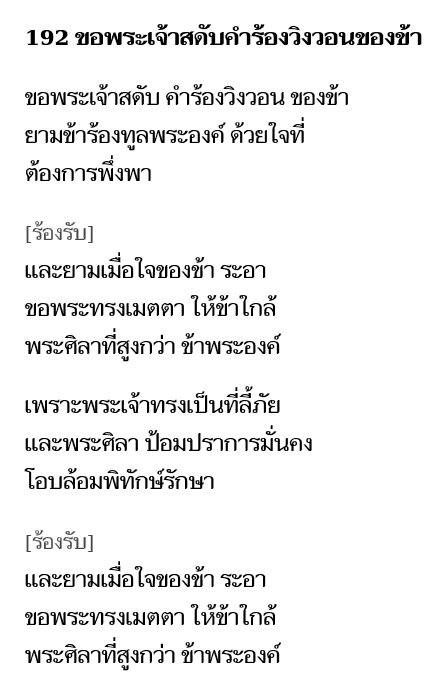 192 ขอพระเจ้าสดับคำร้องวิงวอนของข้า
ขอพระเจ้าสดับ คำร้องวิงวอน ของข้า
ยามข้าร้องทูลพระองค์ ด้วยใจที่
ต้องการพึ่งพา
[ร้องรับ]
และยามเมื่อใจของข้า ระอา
ขอพระทรงเมตตา ให้ข้าใกล้
พระศิลาที่สูงกว่า ข้าพระองค์
เพราะพระเจ้าทรงเป็นที่ลี้ภัย
และพระศิลา ป้อมปราการมั่นคง
โอบล้อมพิทักษ์รักษา
[ร้องรับ]
และยามเมื่อใจของข้า ระอา
ขอพระทรงเมตตา ให้ข้าใกล้
พระศิลาที่สูงกว่า ข้าพระองค์